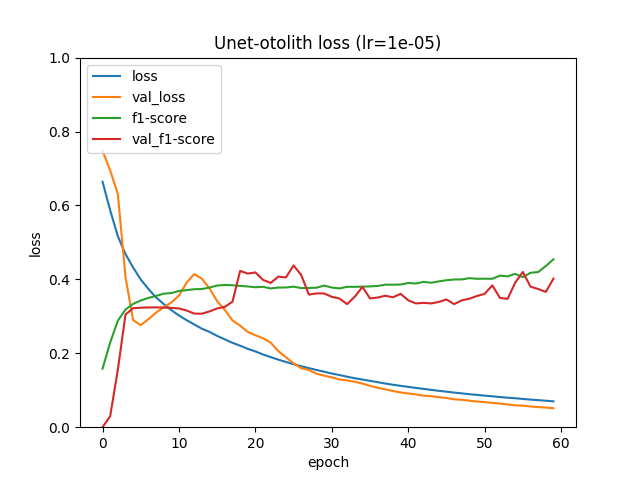 Unet-otolith loss (lr=1e-05)
loss
val_loss
f1-score
val_f1-score
1.0
0.8
0.6
0.4
0.2
0.0
loss
0 10 20 30 40 50 60
epoch